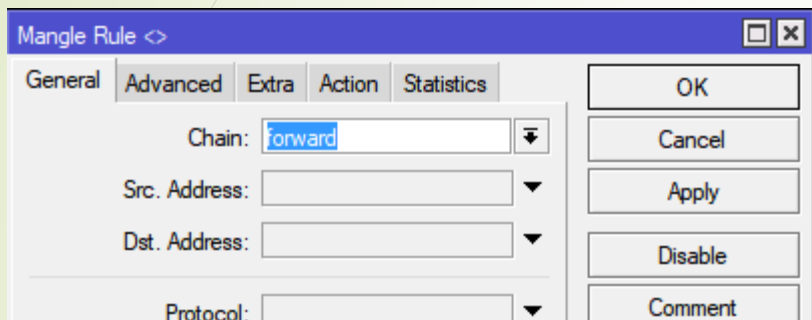 Mangle Rule <>
General Advanced Extra Action Statistics
Chain: forward
Src. Address:
Dst. Address:
Protocol:
OK
Cancel
Apply
Disable
Comment